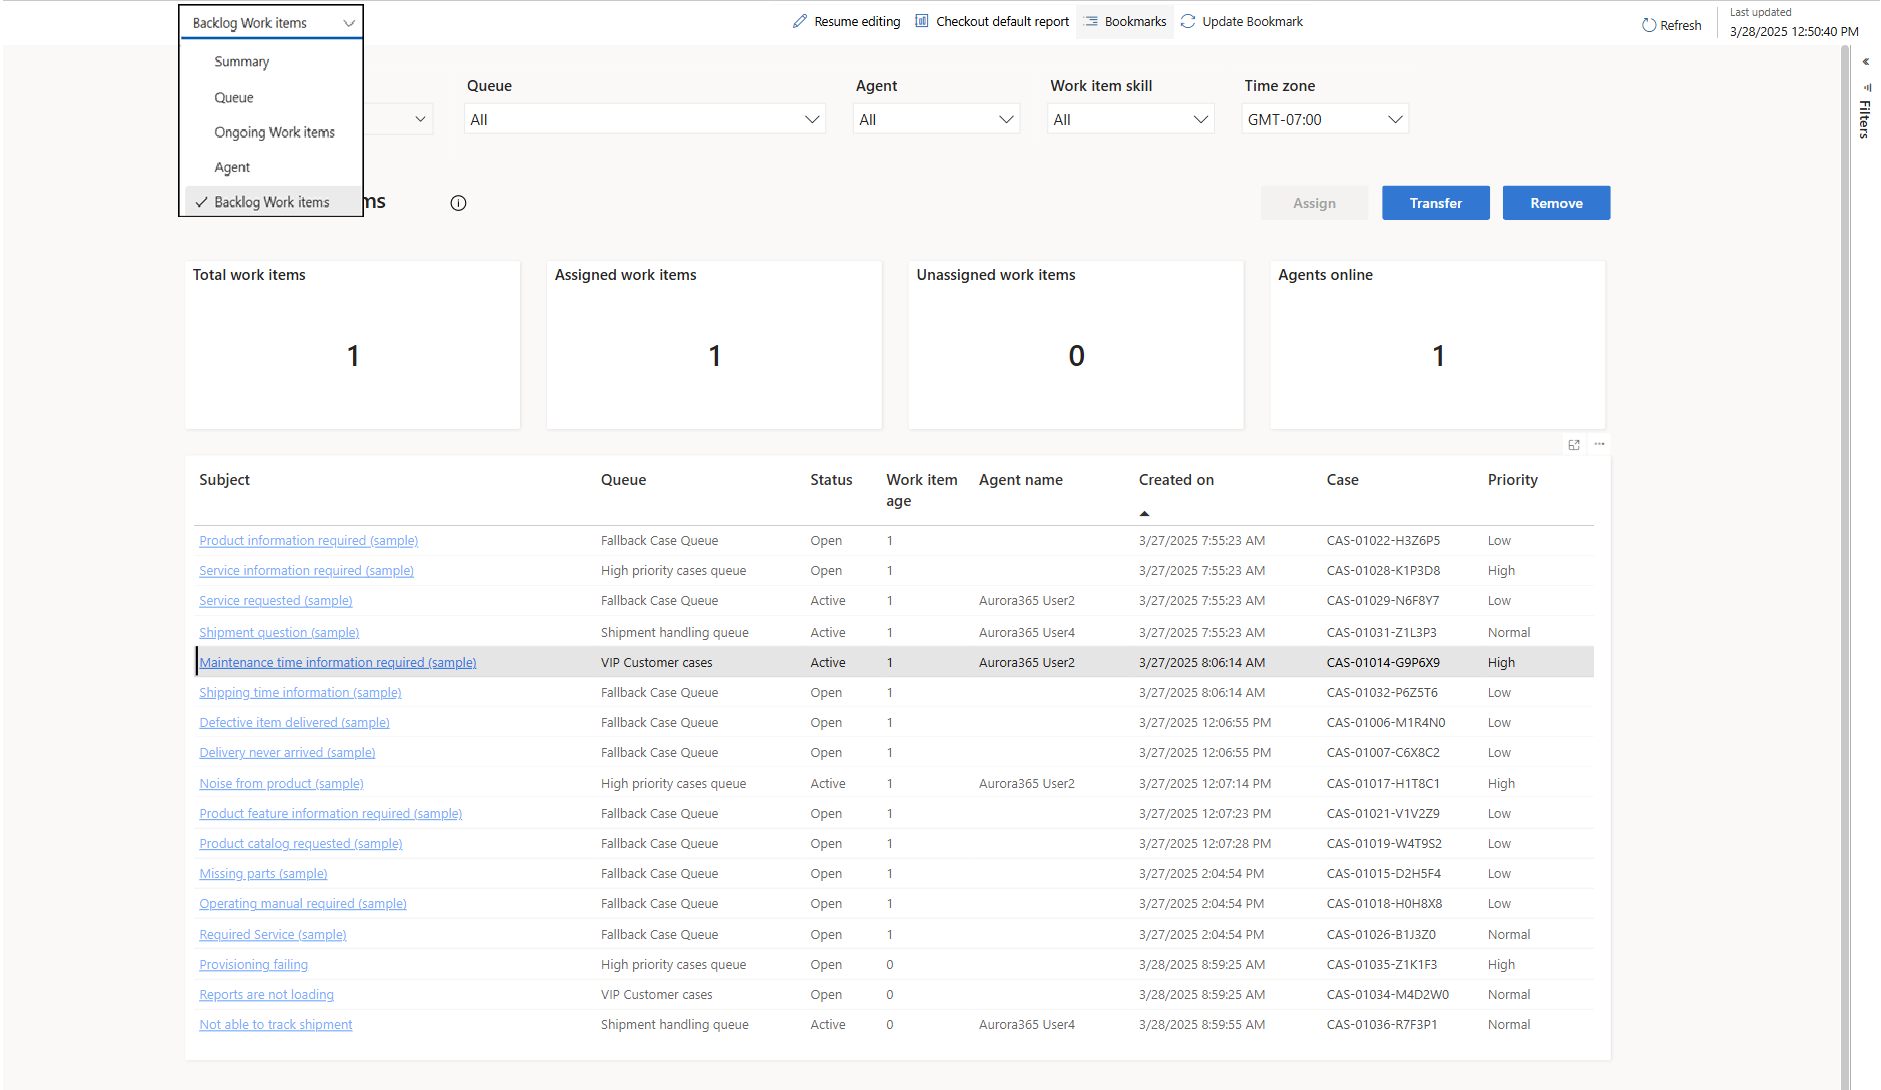 Backlog Work items
Resume editing Checkout default report Bookmarks Update Bookmark
Refresh
Last updated
3/28/2025 12:50:40 PM
Summary
Queue
Ongoing Work items
Agent
Backlog Work items
Filters
Queue Agent Work item skill Time zone
All All All GMT-07:00
ms
Assign Transfer Remove
Total work items Assigned work items Unassigned work items Agents online
1 1 0 1
Subject Queue Status Work item age Agent name Created on Case Priority
Product information required (sample) Fallback Case Queue Open 1 3/27/2025 7:55:23 AM CAS-01022-H3Z6P5 Low
Service information required (sample) High priority cases queue Open 1 3/27/2025 7:55:23 AM CAS-01028-K1P3D8 High
Service requested (sample) Fallback Case Queue Active 1 Aurora365 User2 3/27/2025 7:55:23 AM CAS-01029-N6F8Y7 Low
Shipment question (sample) Shipment handling queue Active 1 Aurora365 User4 3/27/2025 7:55:23 AM CAS-01031-Z1L3P3 Normal
Maintenance time information required (sample) VIP Customer cases Active 1 Aurora365 User2 3/27/2025 8:06:14 AM CAS-01014-G9P6X9 High
Shipping time information (sample) Fallback Case Queue Open 1 3/27/2025 8:06:14 AM CAS-01032-P6Z5T6 Low
Defective item delivered (sample) Fallback Case Queue Open 1 3/27/2025 12:06:55 PM CAS-01006-M1R4N0 Low
Delivery never arrived (sample) Fallback Case Queue Open 1 3/27/2025 12:06:55 PM CAS-01007-C6X8C2 Low
Noise from product (sample) High priority cases queue Active 1 Aurora365 User2 3/27/2025 12:07:14 PM CAS-01017-H1T8C1 High
Product feature information required (sample) Fallback Case Queue Open 1 3/27/2025 12:07:23 PM CAS-01021-V1V2Z9 Low
Product catalog requested (sample) Fallback Case Queue Open 1 3/27/2025 12:07:28 PM CAS-01019-W4T9S2 Low
Missing parts (sample) Fallback Case Queue Open 1 3/27/2025 2:04:54 PM CAS-01015-D2H5F4 Low
Operating manual required (sample) Fallback Case Queue Open 1 3/27/2025 2:04:54 PM CAS-01018-H0H8X8 Low
Required Service (sample) Fallback Case Queue Open 1 3/27/2025 2:04:54 PM CAS-01026-B1J3Z0 Normal
Provisioning failing High priority cases queue Open 0 3/28/2025 8:59:25 AM CAS-01035-Z1K1F3 High
Reports are not loading VIP Customer cases Open 0 3/28/2025 8:59:25 AM CAS-01034-M4D2W0 Normal
Not able to track shipment Shipment handling queue Active 0 Aurora365 User4 3/28/2025 8:59:55 AM CAS-01036-R7F3P1 Normal